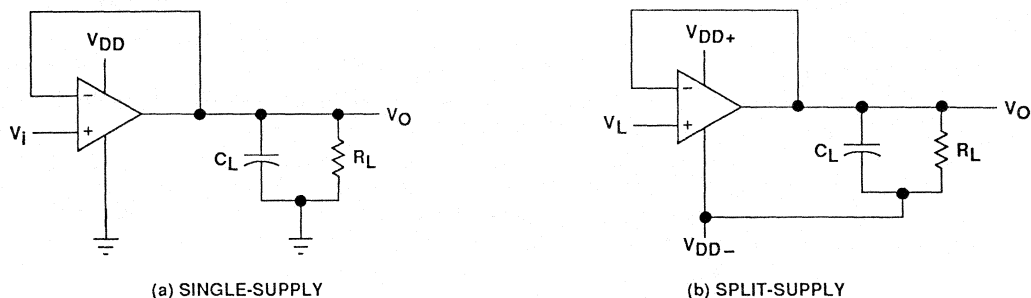 VDD
−
Vi
+
VO
CL
RL
(a) SINGLE-SUPPLY
VDD+
−
VL
+
VO
CL
RL
VDD−
(b) SPLIT-SUPPLY